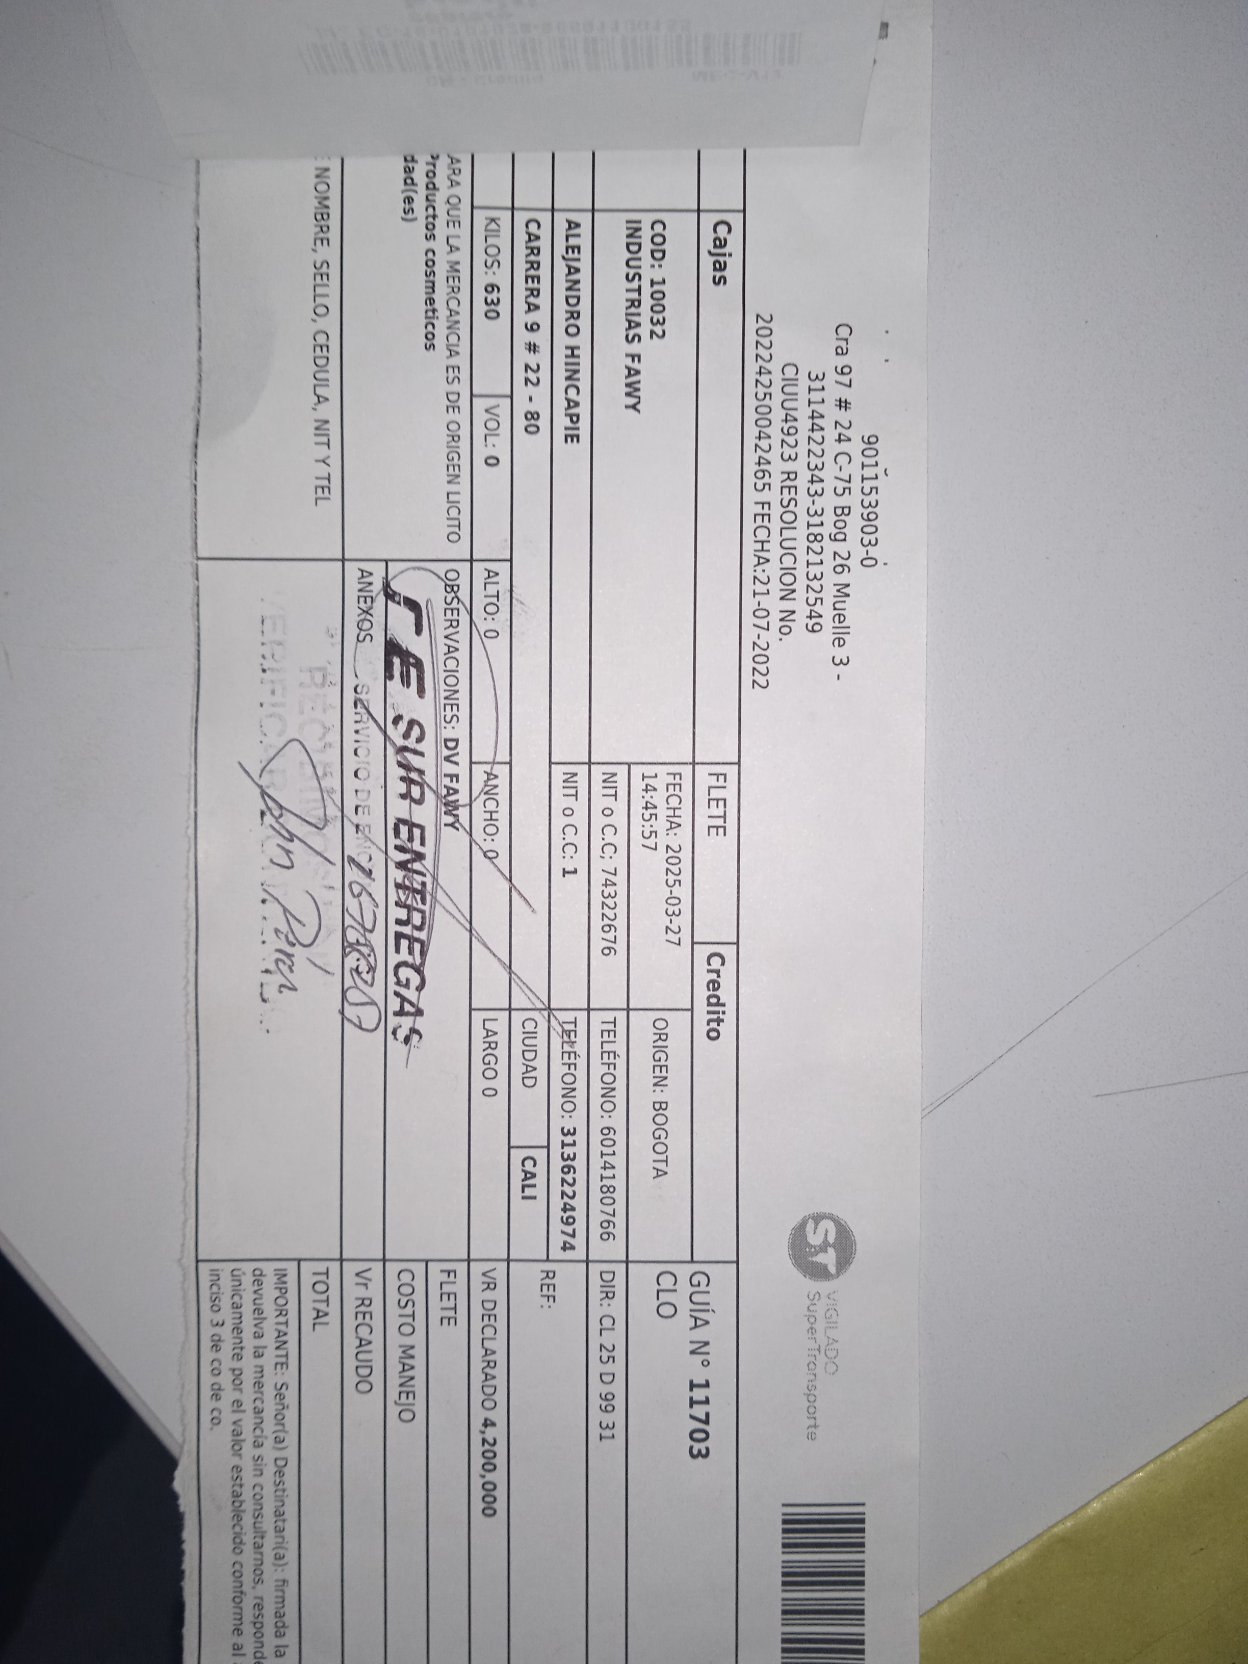 901153903-0
Cra 97 # 24 C-75 Bog 26 Muelle 3 -
3114422343-3182132549
CIUU4923 RESOLUCION No.
20224250042465 FECHA:21-07-2022
VIGILADO
SuperTransporte
Cajas
FLETE
Credito
GUÍA N° 11703
CLO
COD: 10032
INDUSTRIAS FAWY
FECHA: 2025-03-27
14:45:57
ORIGEN: BOGOTA
NIT o C.C; 74322676
TELÉFONO: 6014180766
DIR: CL 25 D 99 31
ALEJANDRO HINCAPIE
NIT o C.C: 1
TELÉFONO: 3136224974
REF:
CARRERA 9 # 22 - 80
CIUDAD
CALI
KILOS: 630
VOL: 0
ALTO: 0
ANCHO: 0
LARGO 0
VR DECLARADO 4,200,000
ARA QUE LA MERCANCIA ES DE ORIGEN LICITO
Productos cosmeticos
dad(es)
OBSERVACIONES: DV FAWY
FLETE
COSTO MANEJO
SUR ENTREGAS
ANEXOS
SERVICIO DE
Vr RECAUDO
TOTAL
NOMBRE, SELLO, CEDULA, NIT Y TEL
John
IMPORTANTE: Señor(a) Destinatari(a): firmada la
devuelva la mercancía sin consultarnos, responde
únicamente por el valor establecido conforme al
inciso 3 de co de co.